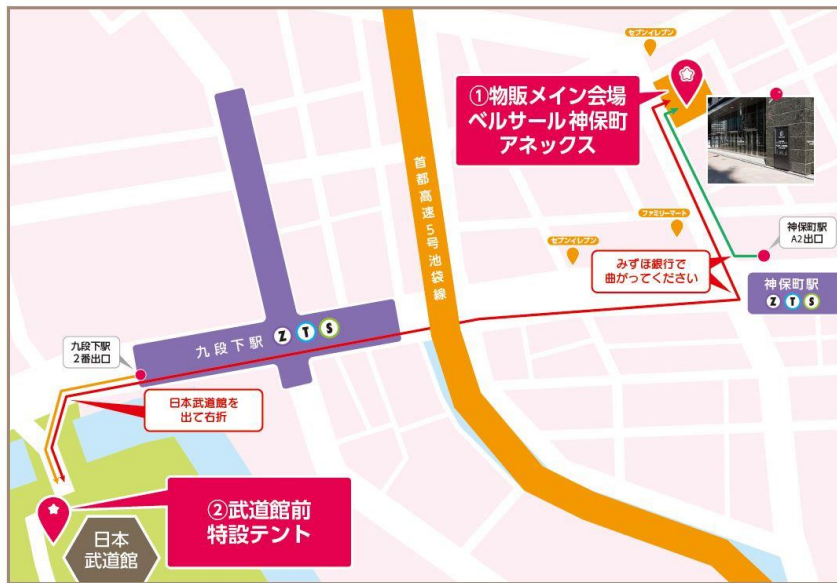 セブンイレブン
①物販メイン会場
ベルサール神保町
アネックス
首都高速5号池袋線
ファミリーマート
セブンイレブン
神保町駅
A2出口
みずほ銀行で
曲がってください
神保町駅
Z T S
九段下駅 Z T S
九段下駅
2番出口
日本武道館を
出て右折
②武道館前
特設テント
日本
武道館